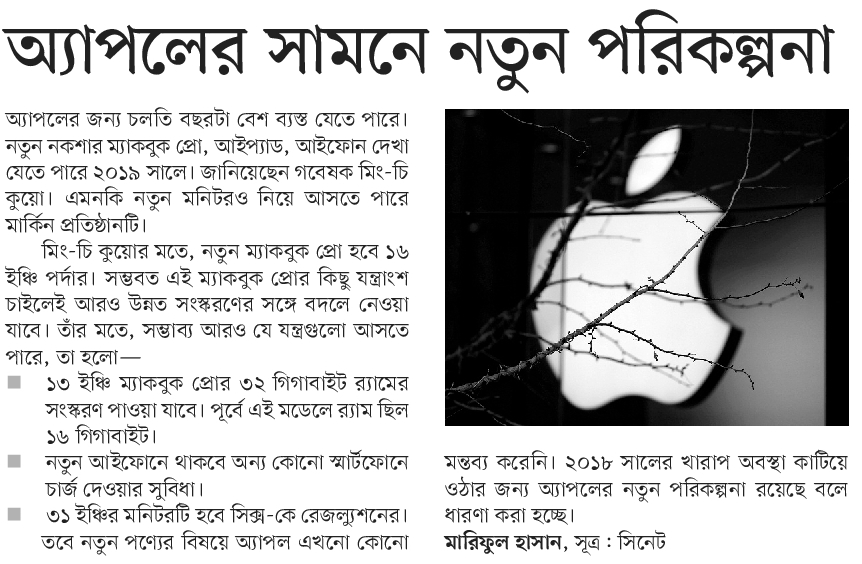 অ্যাপলের সামনে নতুন পরিকল্পনা
অ্যাপলের জন্য চলতি বছরটা বেশ ব্যস্ত যেতে পারে।
নতুন নকশার ম্যাকবুক প্রো, আইপ্যাড, আইফোন দেখা
যেতে পারে ২০১৯ সালে। জানিয়েছেন গবেষক মিং-চি
কুয়ো। এমনকি নতুন মনিটরও নিয়ে আসতে পারে
মার্কিন প্রতিষ্ঠানটি।
মিং-চি কুয়োর মতে, নতুন ম্যাকবুক প্রো হবে ১৬
ইঞ্চি পর্দার। সম্ভবত এই ম্যাকবুক প্রোর কিছু যন্ত্রাংশ
চাইলেই আরও উন্নত সংস্করণের সঙ্গে বদলে নেওয়া
যাবে। তাঁর মতে, সম্ভাব্য আরও যে যন্ত্রগুলো আসতে
পারে, তা হলো—
■ ১৩ ইঞ্চি ম্যাকবুক প্রোর ৩২ গিগাবাইট র‍্যামের
সংস্করণ পাওয়া যাবে। পূর্বে এই মডেলে র‍্যাম ছিল
১৬ গিগাবাইট।
■ নতুন আইফোনে থাকবে অন্য কোনো স্মার্টফোনে
চার্জ দেওয়ার সুবিধা।
■ ৩১ ইঞ্চির মনিটরটি হবে সিক্স-কে রেজল্যুশনের।
তবে নতুন পণ্যের বিষয়ে অ্যাপল এখনো কোনো
মন্তব্য করেনি। ২০১৮ সালের খারাপ অবস্থা কাটিয়ে
ওঠার জন্য অ্যাপলের নতুন পরিকল্পনা রয়েছে বলে
ধারণা করা হচ্ছে।
মারিফুল হাসান, সূত্র : সিনেট